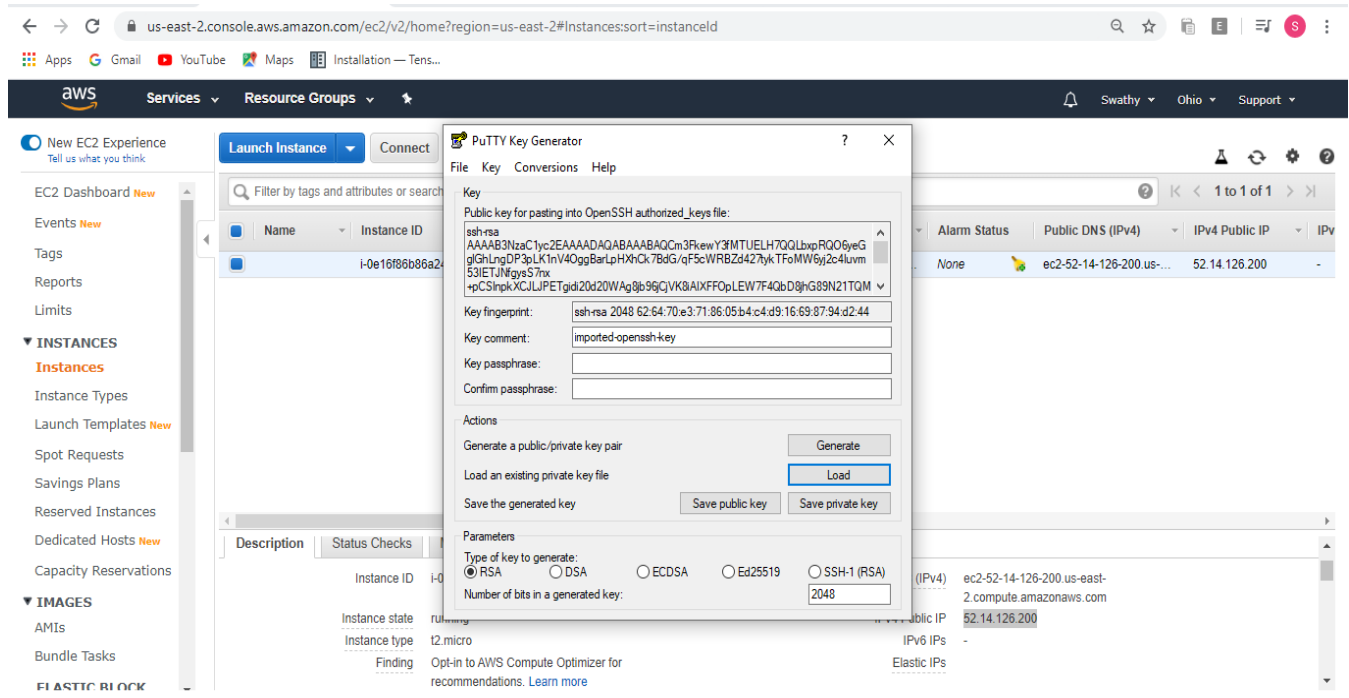 us-east-2.console.aws.amazon.com/ec2/v2/home?region=us-east-2#Instances:sort=instanceId
E
S
Apps Gmail YouTube Maps Installation — Tens...
aws Services Resource Groups Swathy Ohio Support
New EC2 Experience
Tell us what you think
EC2 Dashboard New
Events New
Tags
Reports
Limits
INSTANCES
Instances
Instance Types
Launch Templates New
Spot Requests
Savings Plans
Reserved Instances
Dedicated Hosts New
Capacity Reservations
IMAGES
AMIs
Bundle Tasks
ELASTIC BLOCK
Launch Instance Connect
Filter by tags and attributes or search
1 to 1 of 1
Name Instance ID Alarm Status Public DNS (IPv4) IPv4 Public IP IPv
i-0e16f86b86a24 None ec2-52-14-126-200.us-... 52.14.126.200 -
PuTTY Key Generator ?
File Key Conversions Help
Key
Public key for pasting into OpenSSH authorized_keys file:
ssh-rsa
Key fingerprint: ssh-rsa 2048 62:64:70:e3:71:86:05:b4:c4:d9:16:69:87:94:d2:44
Key comment: imported-openssh-key
Key passphrase:
Confirm passphrase:
Actions
Generate a public/private key pair Generate
Load an existing private key file Load
Save the generated key Save public key Save private key
Parameters
Type of key to generate:
RSA DSA ECDSA Ed25519 SSH-1 (RSA)
Number of bits in a generated key: 2048
Description Status Checks
Instance ID i-0
Instance state running
Instance type t2.micro
Finding Opt-in to AWS Compute Optimizer for
recommendations. Learn more
(IPv4) ec2-52-14-126-200.us-east-
2.compute.amazonaws.com
IPv4 Public IP 52.14.126.200
IPv6 IPs -
Elastic IPs